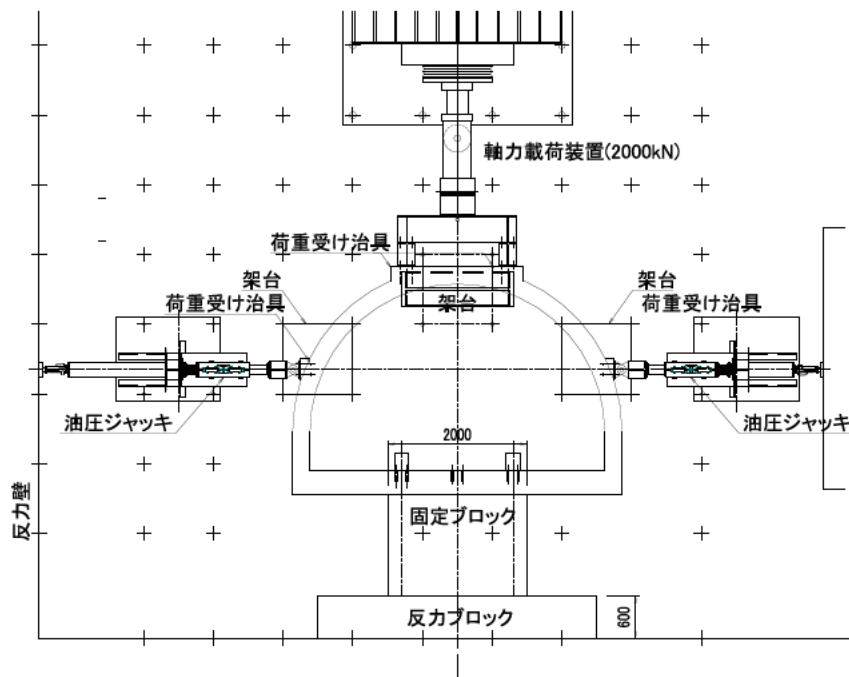 軸力載荷装置(2000kN)
荷重受け治具
架台
架台
架台
荷重受け治具
荷重受け治具
油圧ジャッキ
油圧ジャッキ
2000
反力壁
固定ブロック
反力ブロック
600